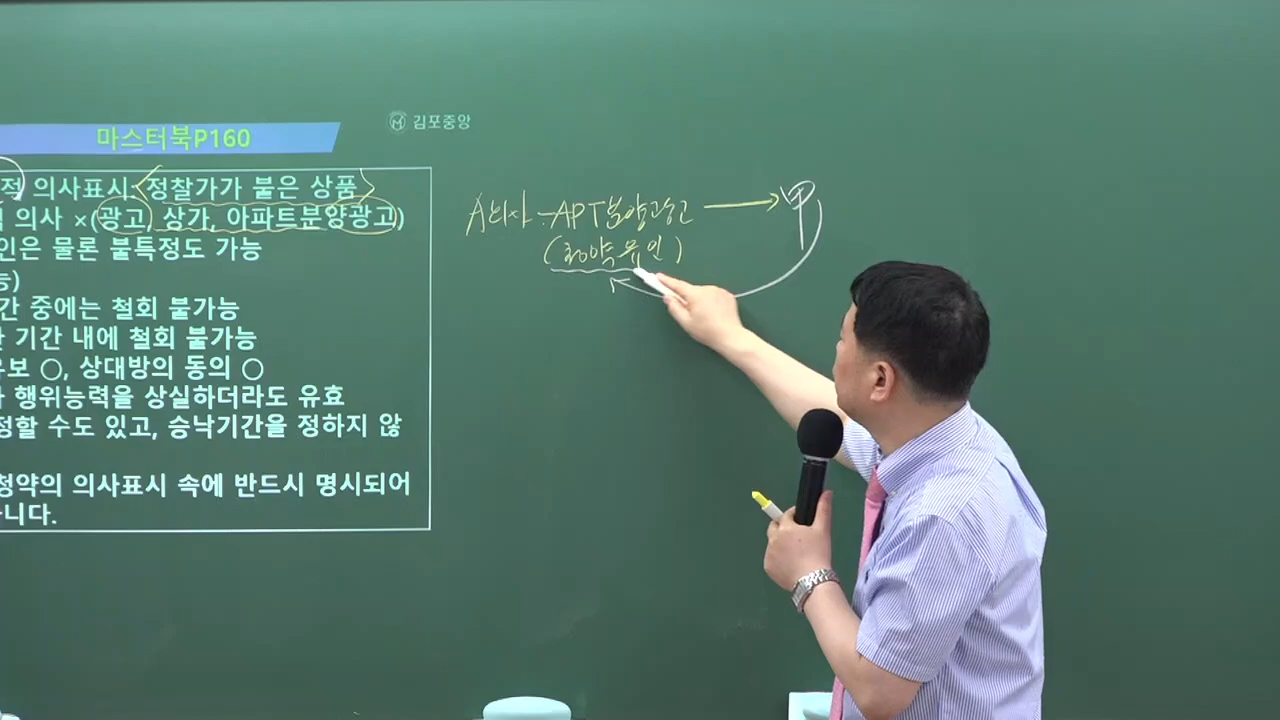 마스터북P160
김포중앙
적 의사표시:<정찰가가 붙은 상품>
의사 ×(광고, 상가, 아파트분양광고)
인은 물론 불특정도 가능
능)
간 중에는 철회 불가능
기간 내에 철회 불가능
유보 ○, 상대방의 동의 ○
행위능력을 상실하더라도 유효
정할 수도 있고, 승낙기간을 정하지 않
청약의 의사표시 속에 반드시 명시되어
니다.
A회사 - APT분양광고 → 甲
(청약유인)